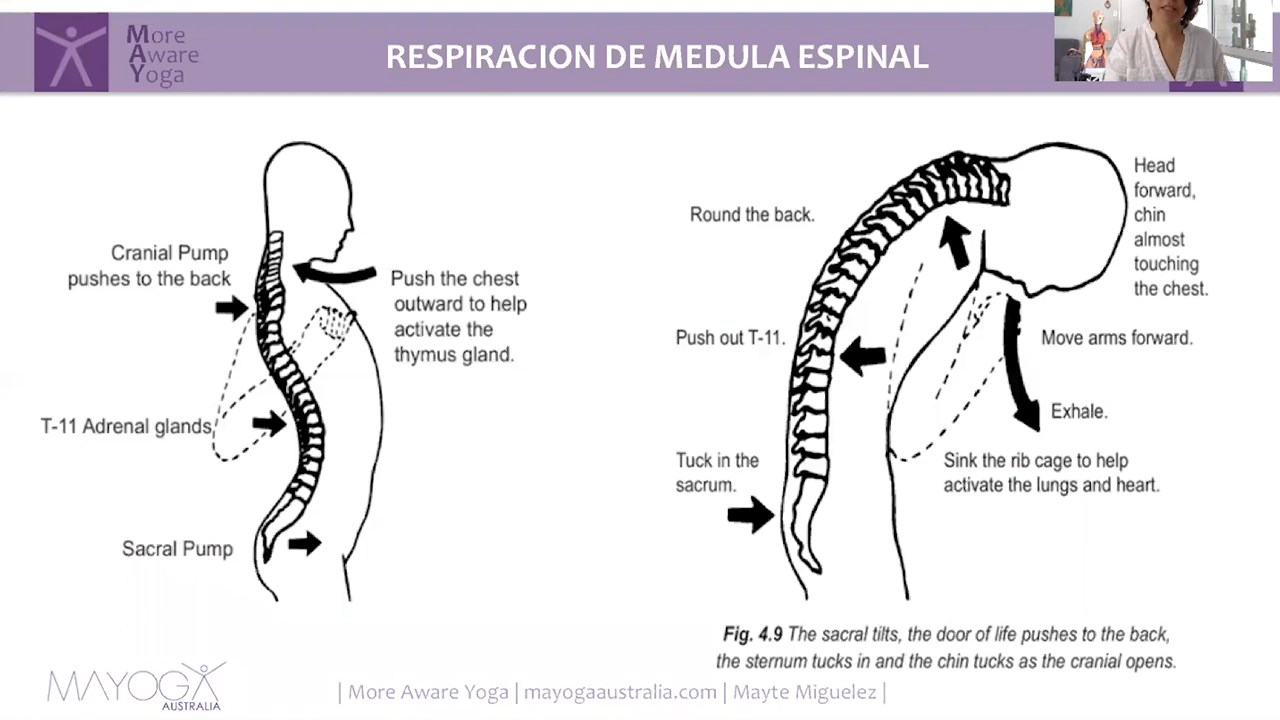 More
Aware
Yoga
RESPIRACION DE MEDULA ESPINAL
Cranial Pump
pushes to the back
Push the chest
outward to help
activate the
thymus gland.
T-11 Adrenal glands
Sacral Pump
Round the back.
Head
forward,
chin
almost
touching
the chest.
Push out T-11.
Move arms forward.
Exhale.
Tuck in the
sacrum.
Sink the rib cage to help
activate the lungs and heart.
Fig. 4.9 The sacral tilts, the door of life pushes to the back,
the sternum tucks in and the chin tucks as the cranial opens.
MAYOGA
AUSTRALIA
| More Aware Yoga | mayogaaustralia.com | Mayte Miguelez |